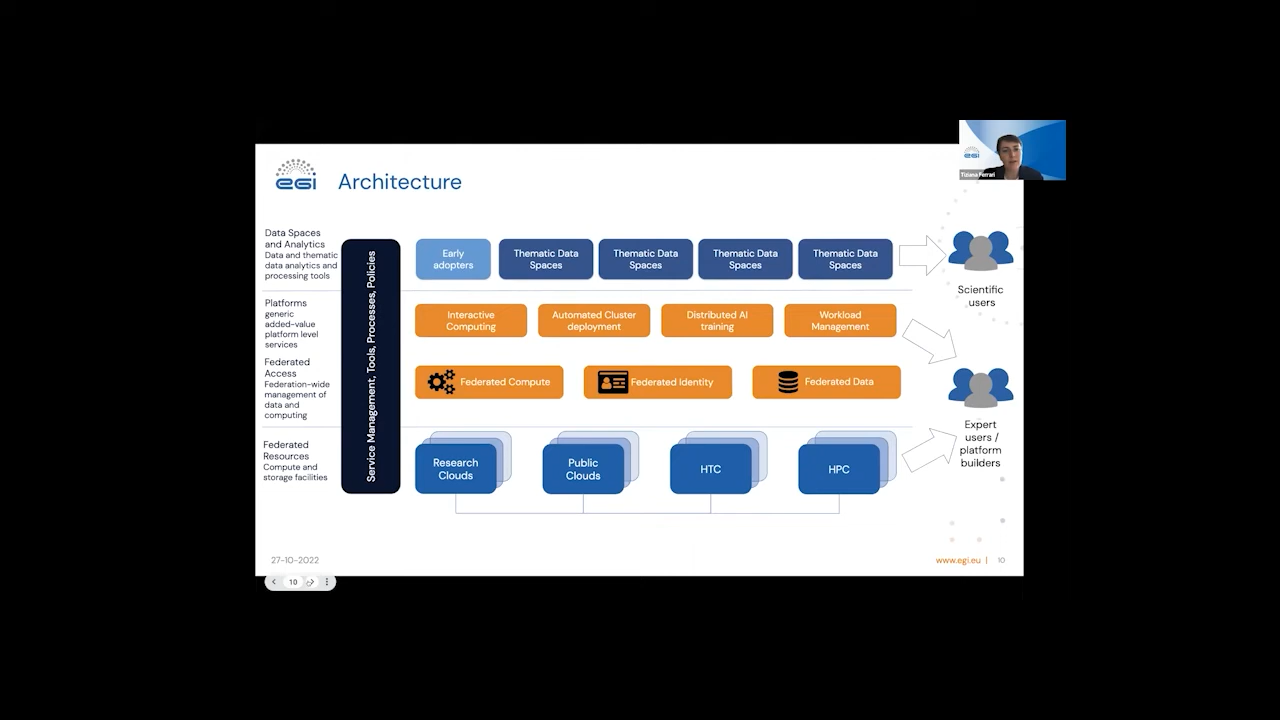 egi
Architecture
egi
Tiziana Ferrari
Data Spaces
and Analytics
Data and thematic
data analytics and
processing tools
Platforms
generic
added-value
platform level
services
Federated
Access
Federation-wide
management of
data and
computing
Federated
Resources
Compute and
storage facilities
Service Management, Tools, Processes, Policies
Early
adopters
Thematic Data
Spaces
Thematic Data
Spaces
Thematic Data
Spaces
Thematic Data
Spaces
Interactive
Computing
Automated Cluster
deployment
Distributed AI
training
Workload
Management
Federated Compute
Federated Identity
Federated Data
Research
Clouds
Public
Clouds
HTC
HPC
Scientific
users
Expert
users /
platform
builders
27-10-2022
www.egi.eu |
10
10